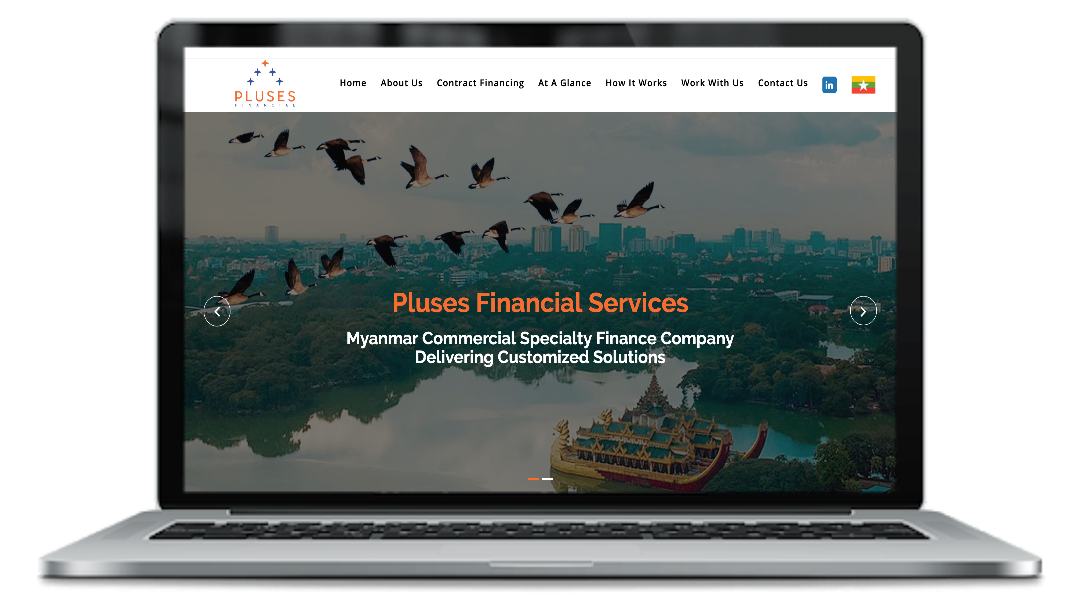 PLUSES
FINANCIAL
Home
About Us
Contract Financing
At A Glance
How It Works
Work With Us
Contact Us
in
Pluses Financial Services
Myanmar Commercial Specialty Finance Company
Delivering Customized Solutions